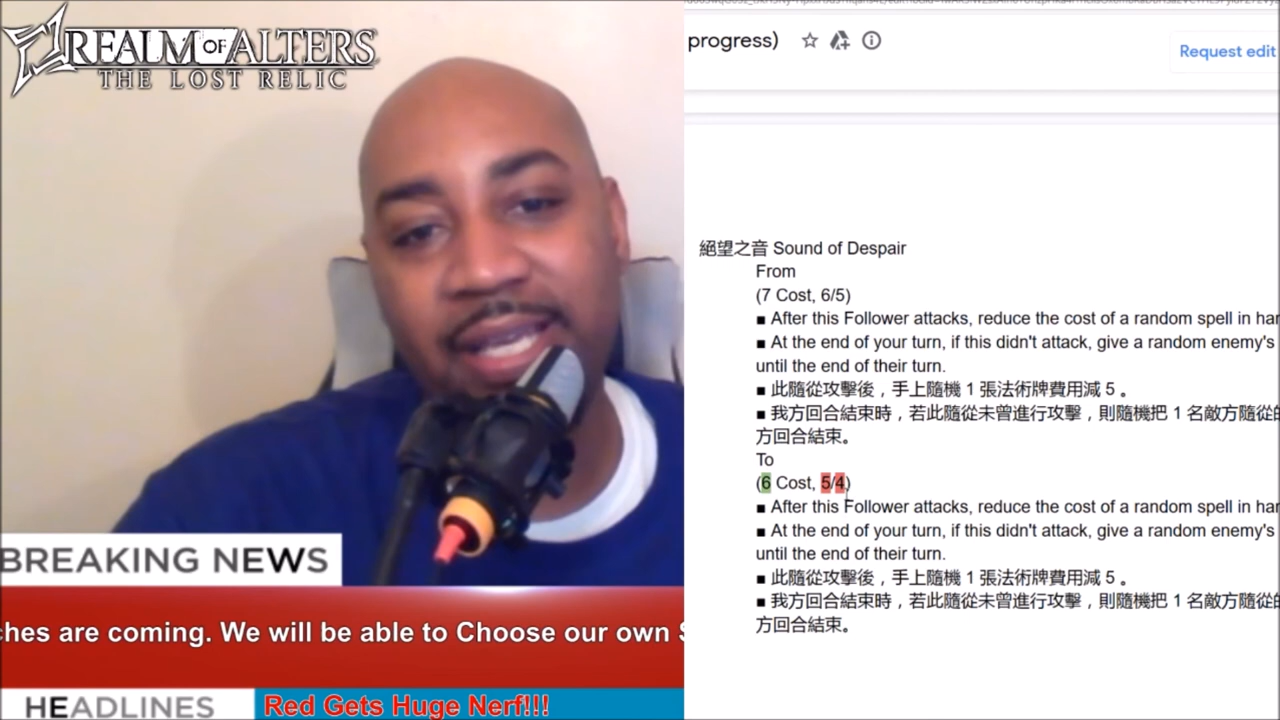 REALM OF ALTERS
THE LOST RELIC
BREAKING NEWS
ches are coming. We will be able to Choose our own
HEADLINES
Red Gets Huge Nerf!!!
progress)
Request edit
絕望之音 Sound of Despair
From
(7 Cost, 6/5)
■ After this Follower attacks, reduce the cost of a random spell in
■ At the end of your turn, if this didn't attack, give a random enemy's
until the end of their turn.
■ 此隨從攻擊後，手上隨機 1 張法術牌費用減 5 。
■ 我方回合結束時，若此隨從未曾進行攻擊，則隨機把 1 名敵方隨從
方回合結束。
To
(6 Cost, 5/4)
■ After this Follower attacks, reduce the cost of a random spell in
■ At the end of your turn, if this didn't attack, give a random enemy's
until the end of their turn.
■ 此隨從攻擊後，手上隨機 1 張法術牌費用減 5 。
■ 我方回合結束時，若此隨從未曾進行攻擊，則隨機把 1 名敵方隨從
方回合結束。